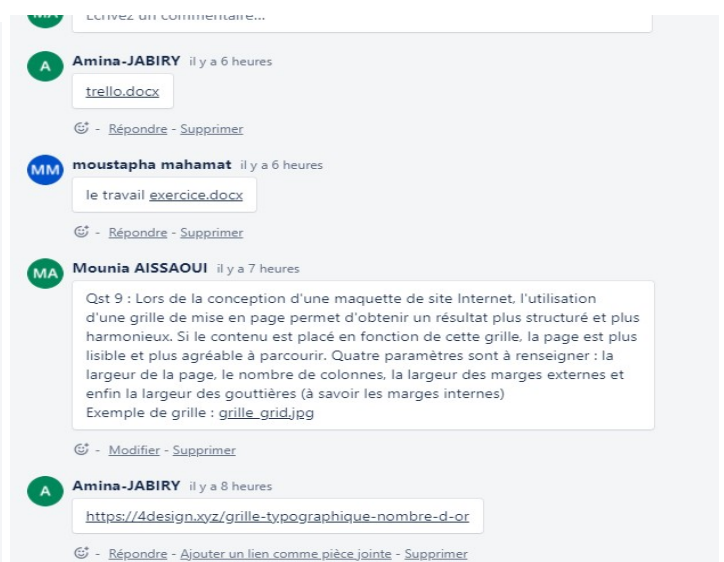 MA Écrivez un commentaire...
A Amina-JABIRY il y a 6 heures
trello.docx
- Répondre - Supprimer
MM moustapha mahamat il y a 6 heures
le travail exercice.docx
- Répondre - Supprimer
MA Mounia AISSAOUI il y a 7 heures
Qst 9 : Lors de la conception d'une maquette de site Internet, l'utilisation
d'une grille de mise en page permet d'obtenir un résultat plus structuré et plus
harmonieux. Si le contenu est placé en fonction de cette grille, la page est plus
lisible et plus agréable à parcourir. Quatre paramètres sont à renseigner : la
largeur de la page, le nombre de colonnes, la largeur des marges externes et
enfin la largeur des gouttières (à savoir les marges internes)
Exemple de grille : grille_grid.jpg
- Modifier - Supprimer
A Amina-JABIRY il y a 8 heures
https://4design.xyz/grille-typographique-nombre-d-or
- Répondre - Ajouter un lien comme pièce jointe - Supprimer